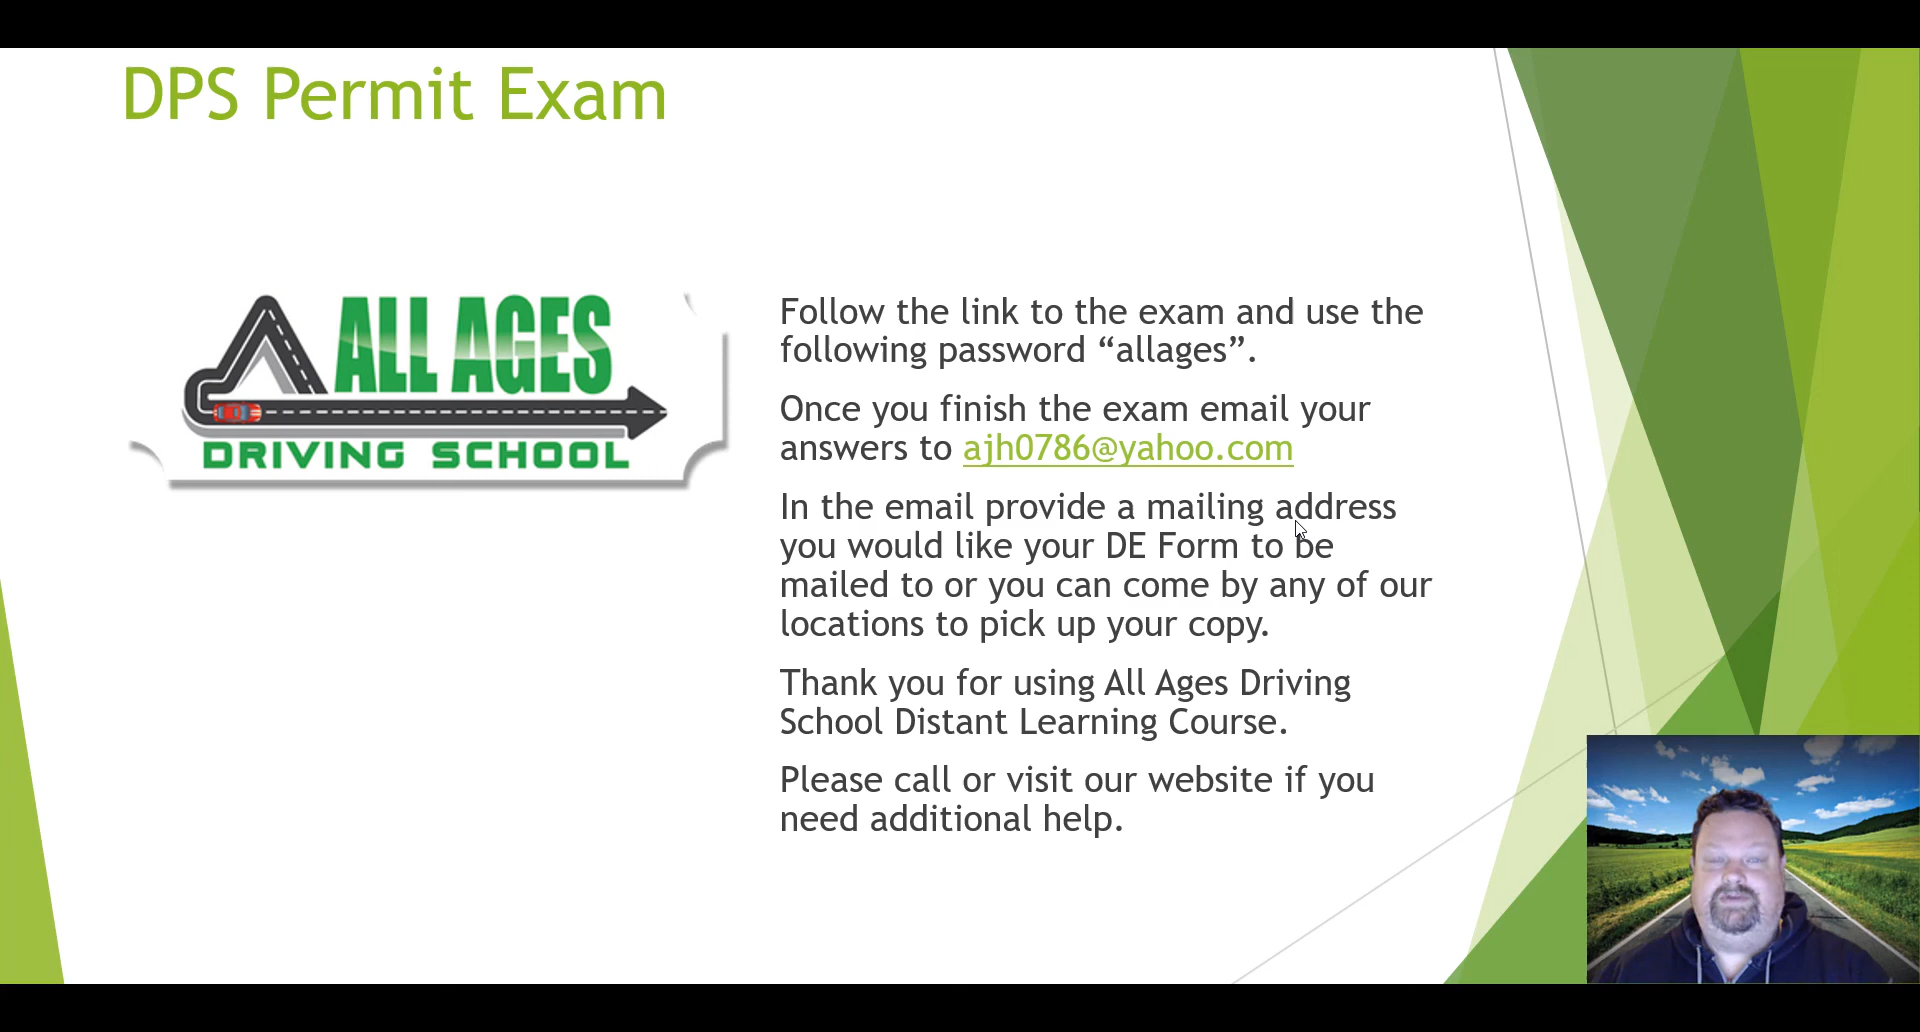 DPS Permit Exam
ALL AGES
DRIVING SCHOOL
Follow the link to the exam and use the
following password “allages”.
Once you finish the exam email your
answers to ajh0786@yahoo.com
In the email provide a mailing address
you would like your DE Form to be
mailed to or you can come by any of our
locations to pick up your copy.
Thank you for using All Ages Driving
School Distant Learning Course.
Please call or visit our website if you
need additional help.